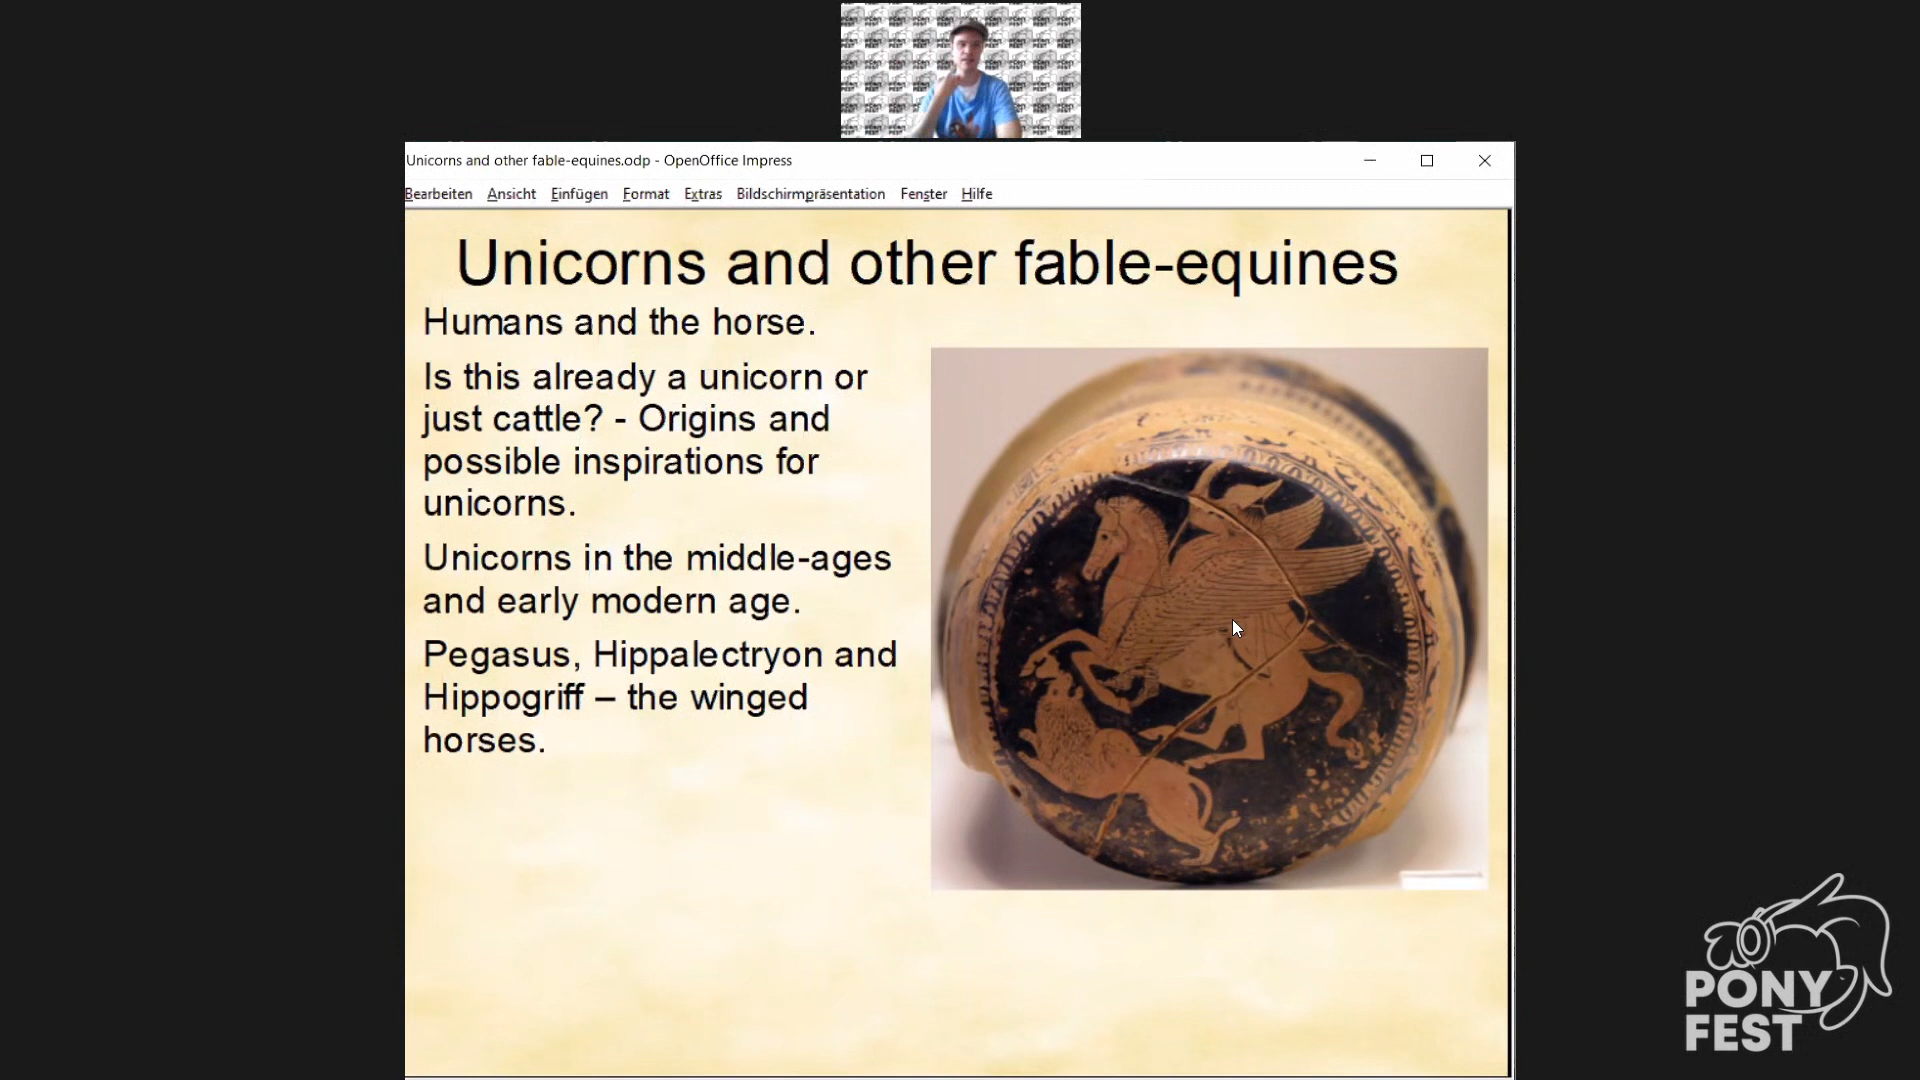 Unicorns and other fable-equines.odp - OpenOffice Impress
Bearbeiten Ansicht Einfügen Format Extras Bildschirmpräsentation Fenster Hilfe
Unicorns and other fable-equines
Humans and the horse.
Is this already a unicorn or
just cattle? - Origins and
possible inspirations for
unicorns.
Unicorns in the middle-ages
and early modern age.
Pegasus, Hippalectryon and
Hippogriff – the winged
horses.
PONY
FEST